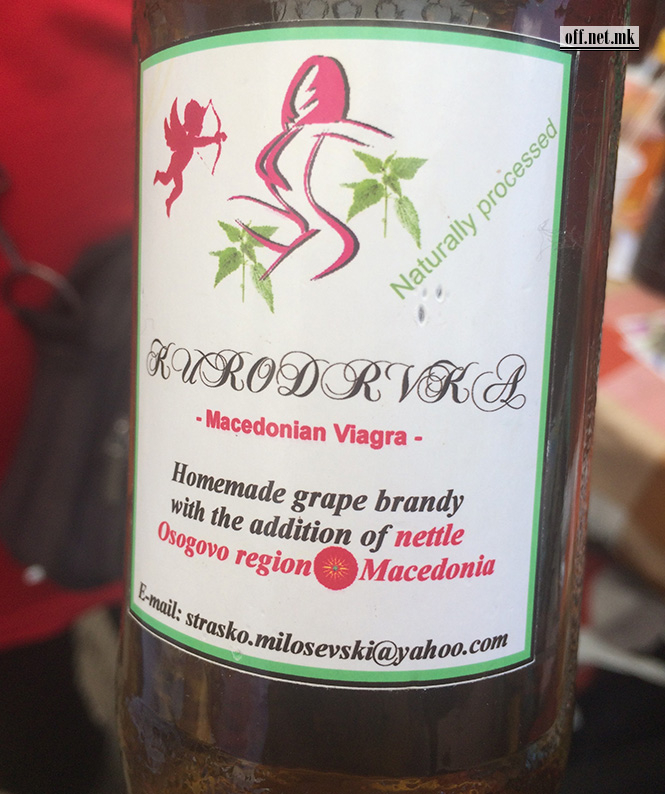 off.net.mk
Naturally processed
KURODRVKA
- Macedonian Viagra -
Homemade grape brandy
with the addition of nettle
Osogovo region Macedonia
E-mail: strasko.milosevski@yahoo.com